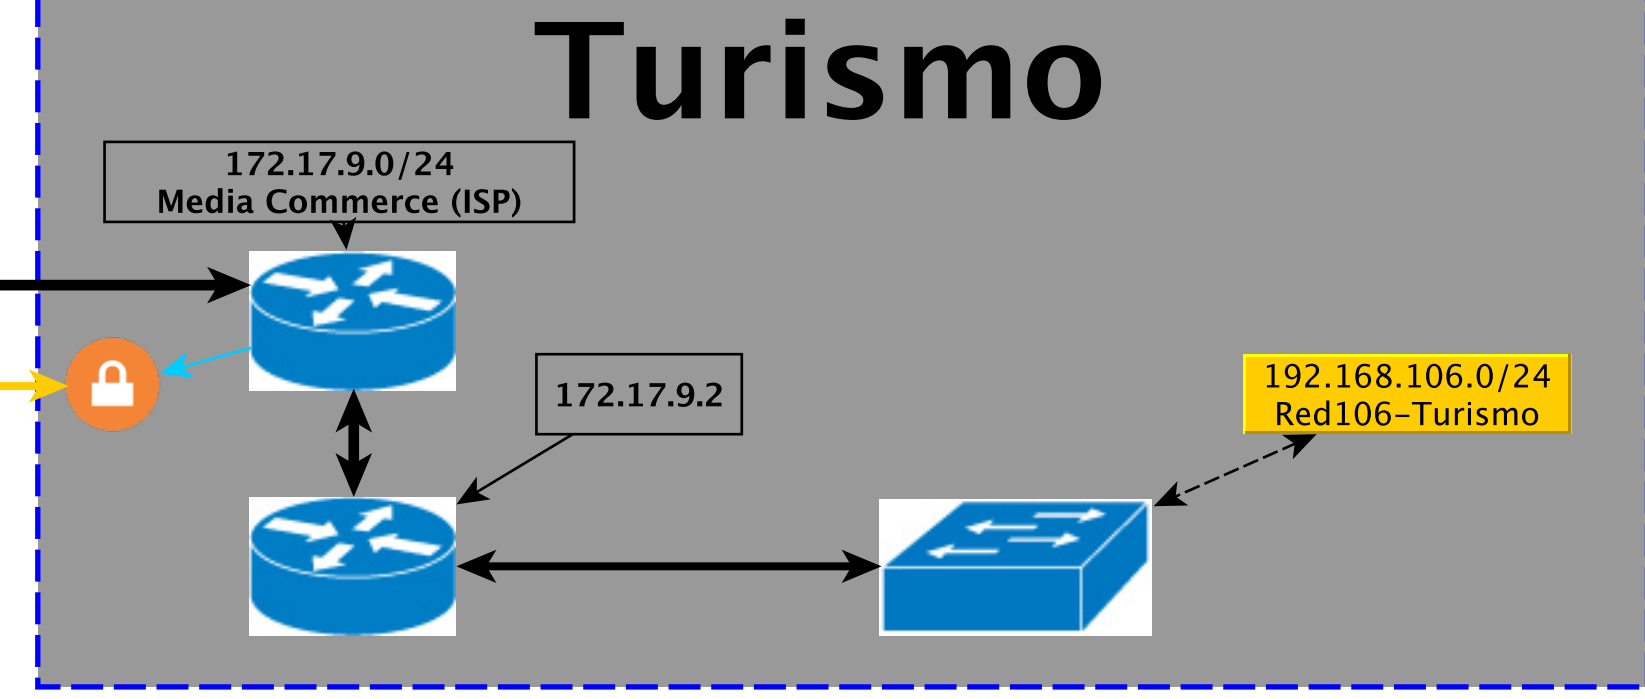 Turismo
172.17.9.0/24
Media Commerce (ISP)
172.17.9.2
192.168.106.0/24
Red106-Turismo